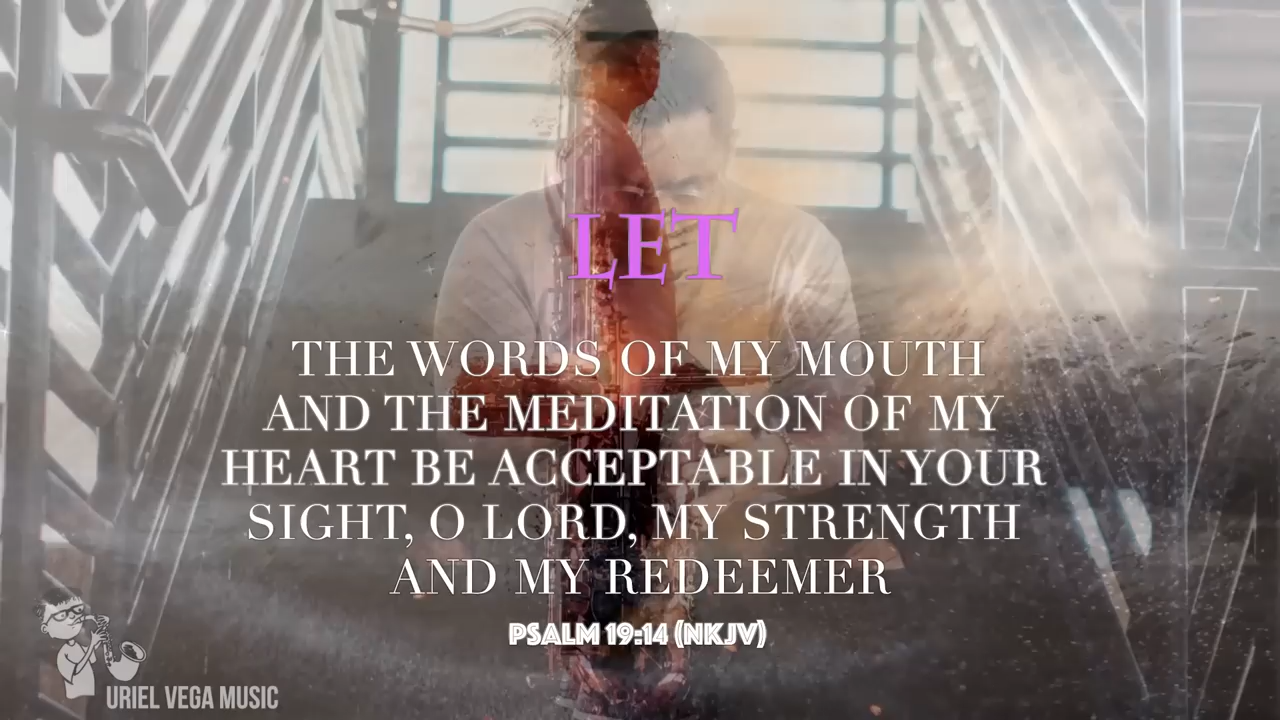 LET
THE WORDS OF MY MOUTH
AND THE MEDITATION OF MY
HEART BE ACCEPTABLE IN YOUR
SIGHT, O LORD, MY STRENGTH
AND MY REDEEMER
PSALM 19:14 (NKJV)
URIEL VEGA MUSIC